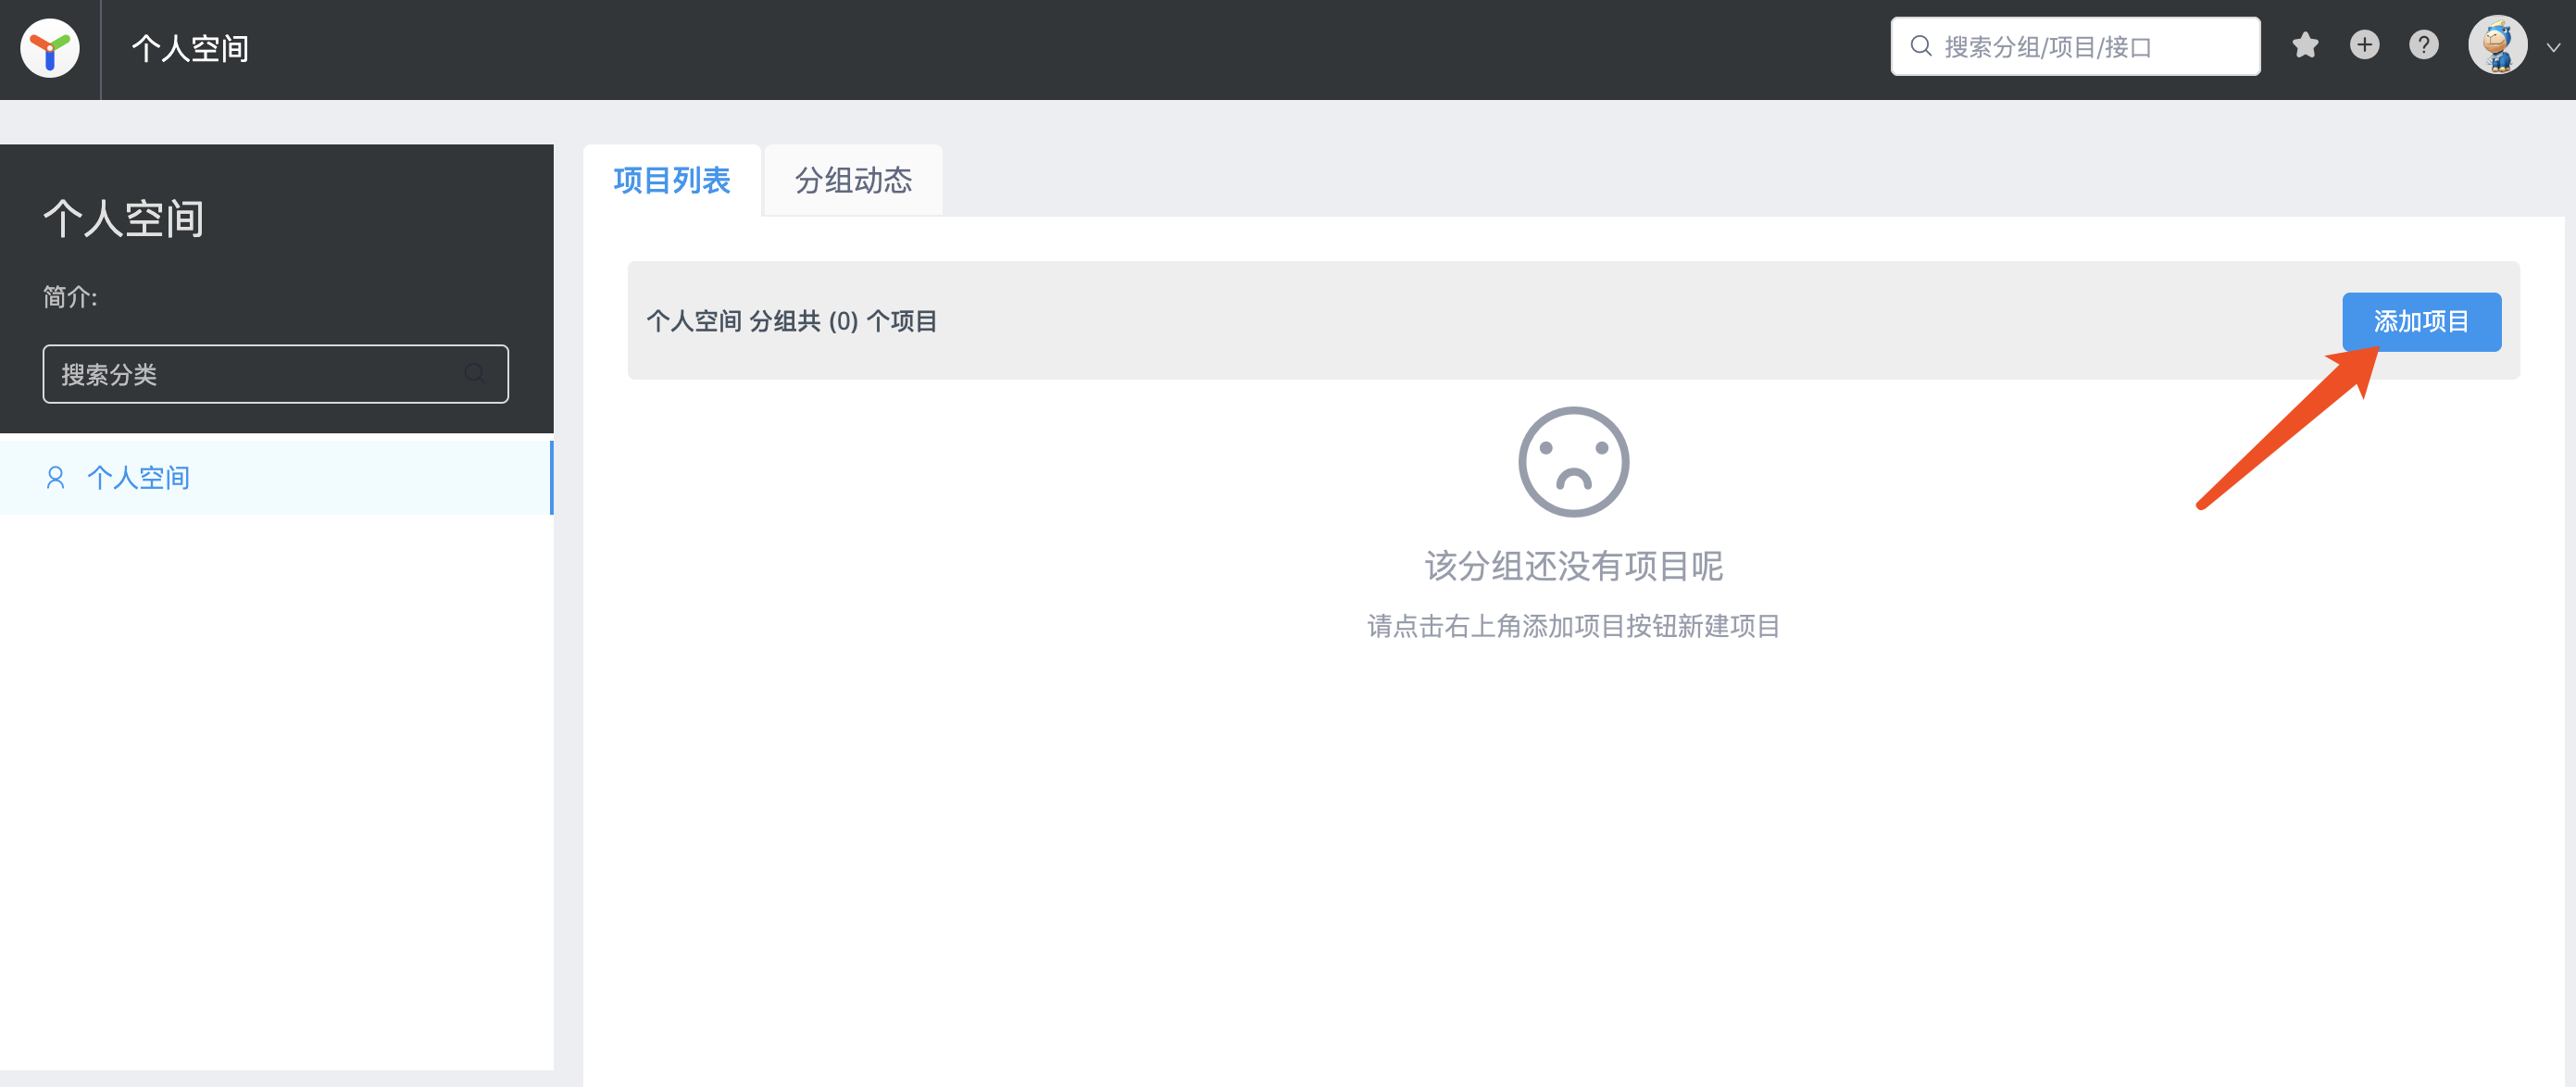 个人空间
搜索分组/项目/接口
?
个人空间
简介:
搜索分类
个人空间
项目列表
分组动态
个人空间 分组共 (0) 个项目
添加项目
该分组还没有项目呢
请点击右上角添加项目按钮新建项目